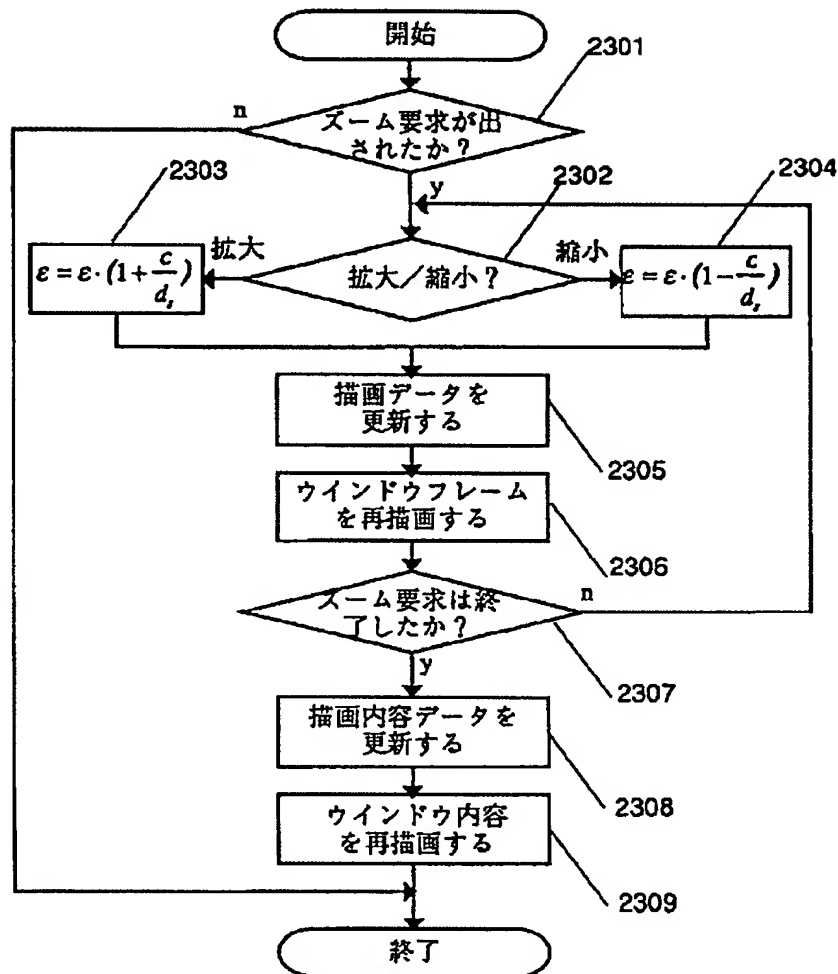 開始
2301
n
ズーム要求が出
されたか?
2303
y
2302
2304
拡大
縮小
ε = ε・(1+ c/d_s)
拡大/縮小?
ε = ε・(1− c/d_s)
描画データを
更新する
2305
ウインドウフレーム
を再描画する
2306
ズーム要求は終
了したか?
n
y
2307
描画内容データを
更新する
2308
ウインドウ内容
を再描画する
2309
終了